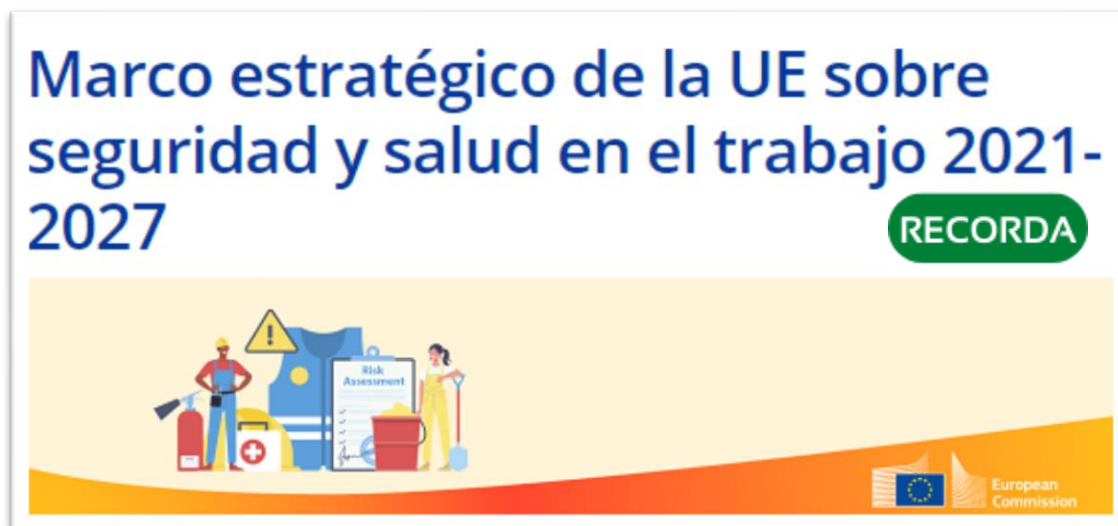 Marco estratégico de la UE sobre
seguridad y salud en el trabajo 2021-
2027
RECORDA
Risk
Assessment
European
Commission